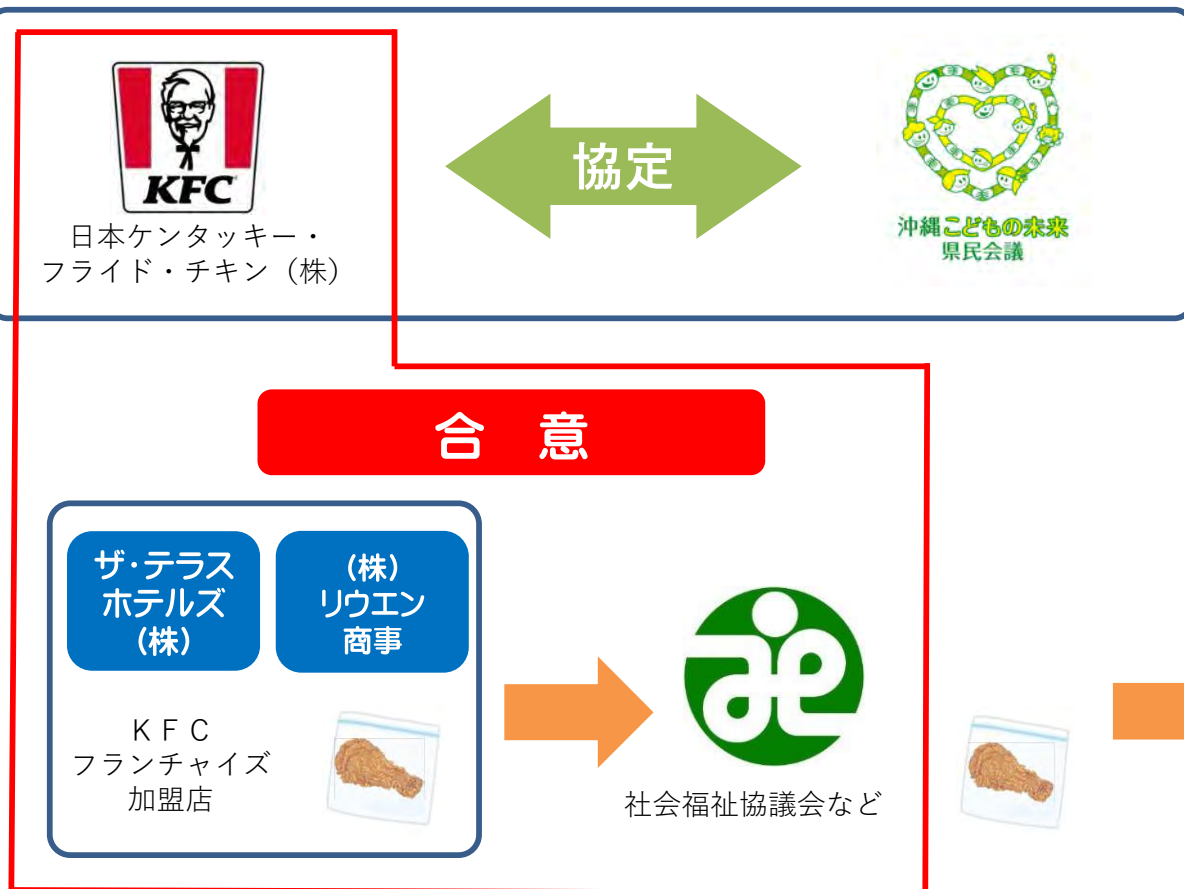 KFC
日本ケンタッキー・
フライド・チキン（株）
協定
沖縄こどもの未来
県民会議
合　意
ザ・テラス
ホテルズ
（株）
（株）
リウエン
商事
ＫＦＣ
フランチャイズ
加盟店
社会福祉協議会など